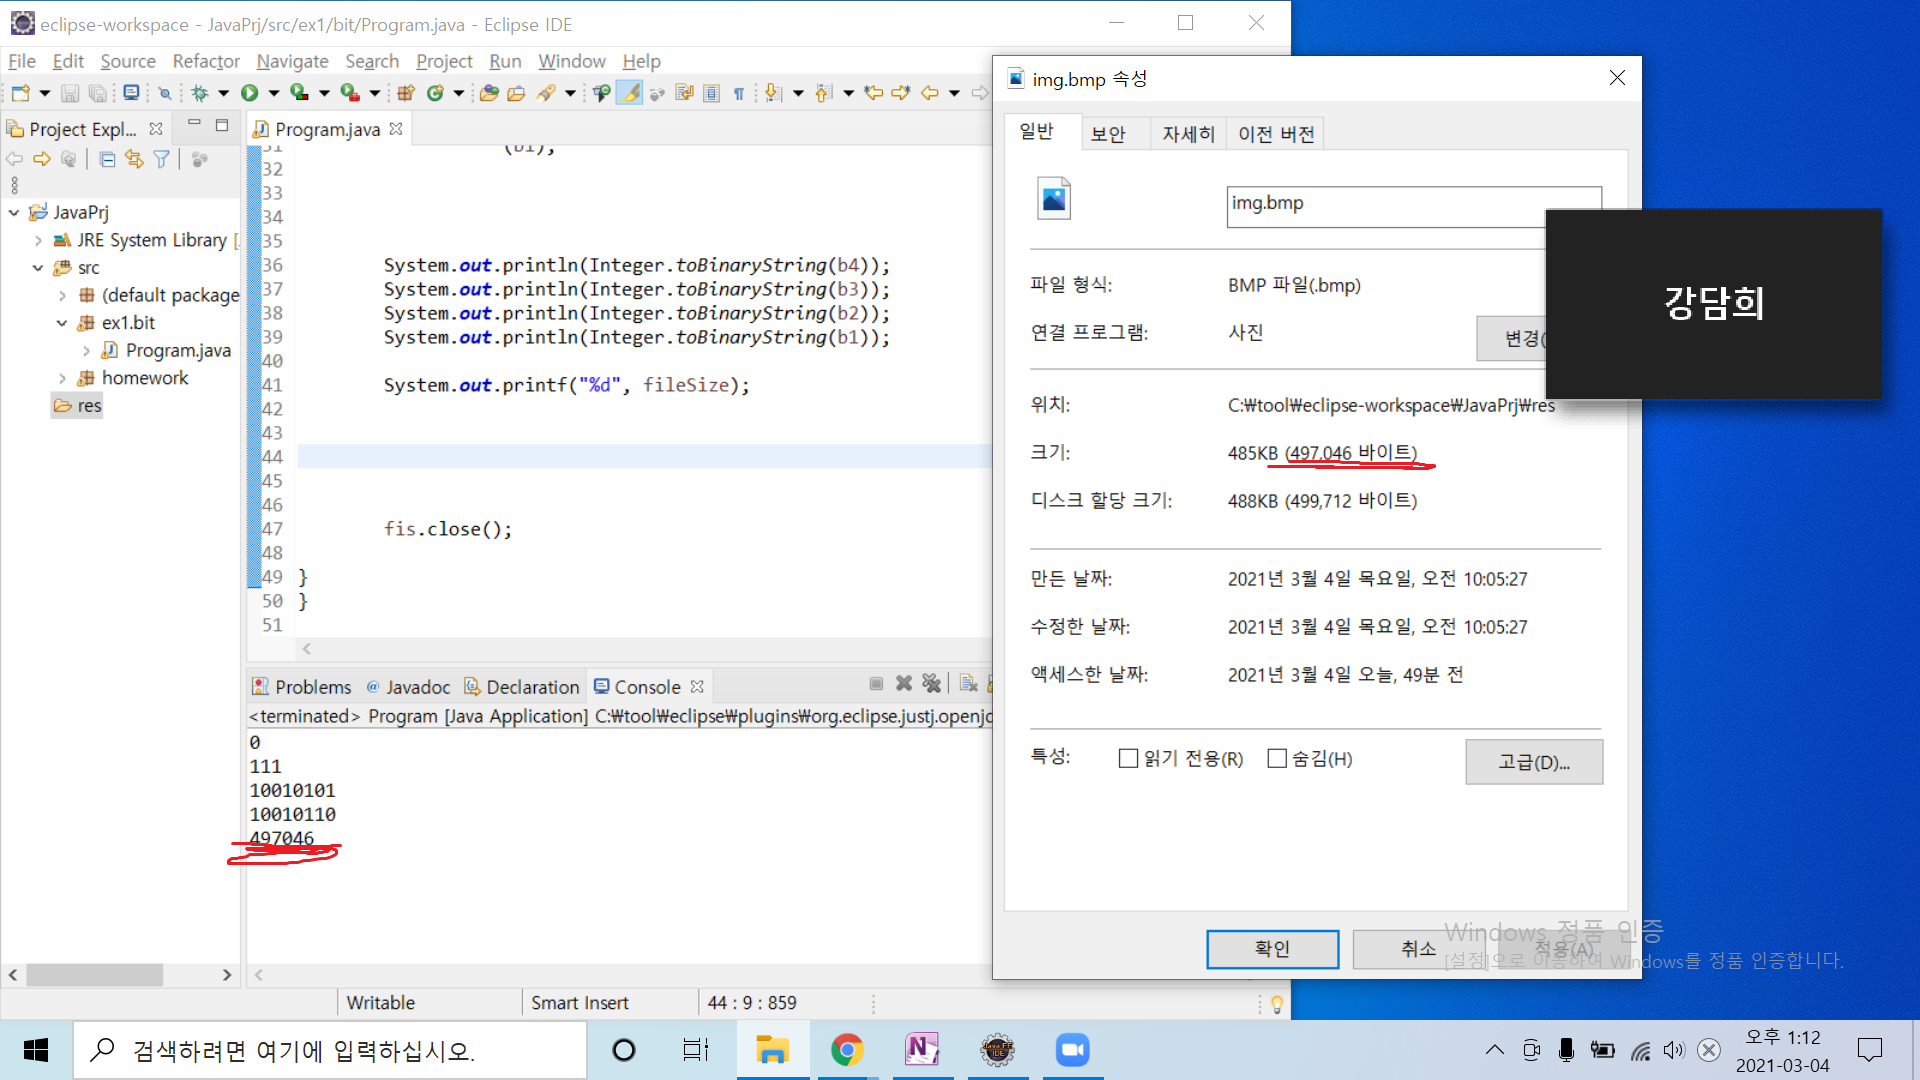 eclipse-workspace - JavaPrj/src/ex1/bit/Program.java - Eclipse IDE
File Edit Source Refactor Navigate Search Project Run Window Help
Project Expl...
JavaPrj
JRE System Library [
src
(default package
ex1.bit
Program.java
homework
res
Program.java
31 (b1);
32
33
34
35
36 System.out.println(Integer.toBinaryString(b4));
37 System.out.println(Integer.toBinaryString(b3));
38 System.out.println(Integer.toBinaryString(b2));
39 System.out.println(Integer.toBinaryString(b1));
40
41 System.out.printf("%d", fileSize);
42
43
44
45
46
47 fis.close();
48
49 }
50 }
51
Problems @ Javadoc Declaration Console
<terminated> Program [Java Application] C:₩tool₩eclipse₩plugins₩org.eclipse.justj.openjd
0
111
10010101
10010110
497046
Writable Smart Insert 44 : 9 : 859
img.bmp 속성
일반 보안 자세히 이전 버전
img.bmp
파일 형식: BMP 파일(.bmp)
연결 프로그램: 사진 변경(
위치: C:₩tool₩eclipse-workspace₩JavaPrj₩res
크기: 485KB (497,046 바이트)
디스크 할당 크기: 488KB (499,712 바이트)
만든 날짜: 2021년 3월 4일 목요일, 오전 10:05:27
수정한 날짜: 2021년 3월 4일 목요일, 오전 10:05:27
액세스한 날짜: 2021년 3월 4일 오늘, 49분 전
특성: 읽기 전용(R) 숨김(H) 고급(D)...
확인 취소 적용(A)
강담희
Windows 정품 인증
[설정]으로 이동하여 Windows를 정품 인증합니다.
검색하려면 여기에 입력하십시오.
오후 1:12
2021-03-04